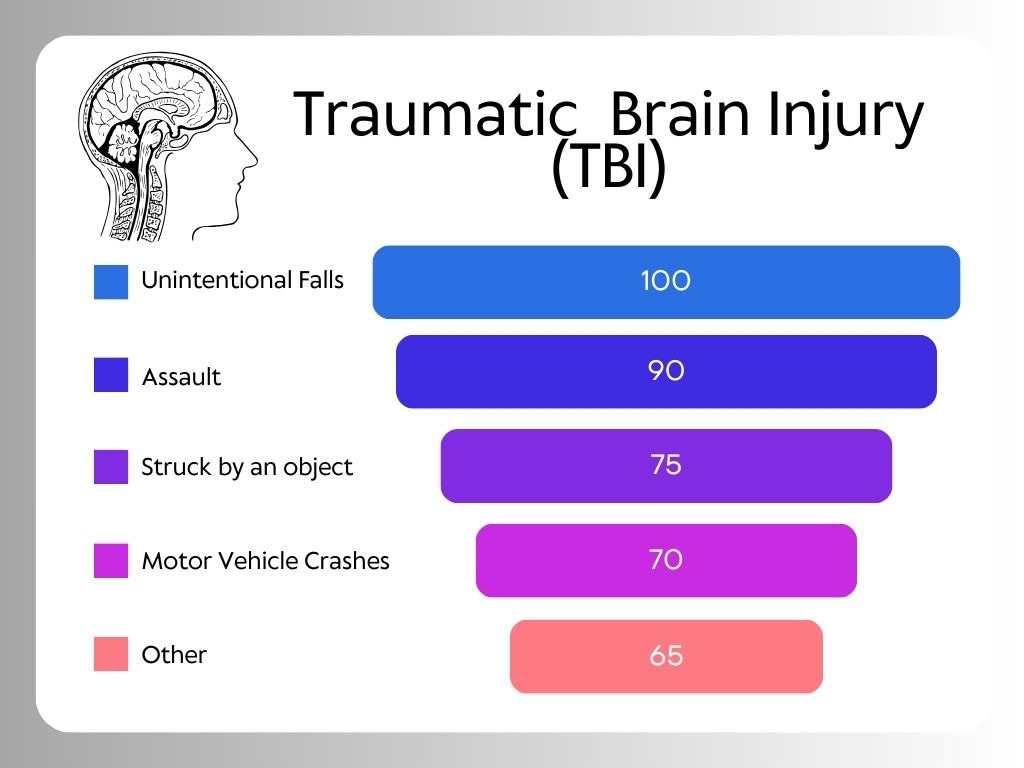 Traumatic Brain Injury
(TBI)
Unintentional Falls
100
Assault
90
Struck by an object
75
Motor Vehicle Crashes
70
Other
65